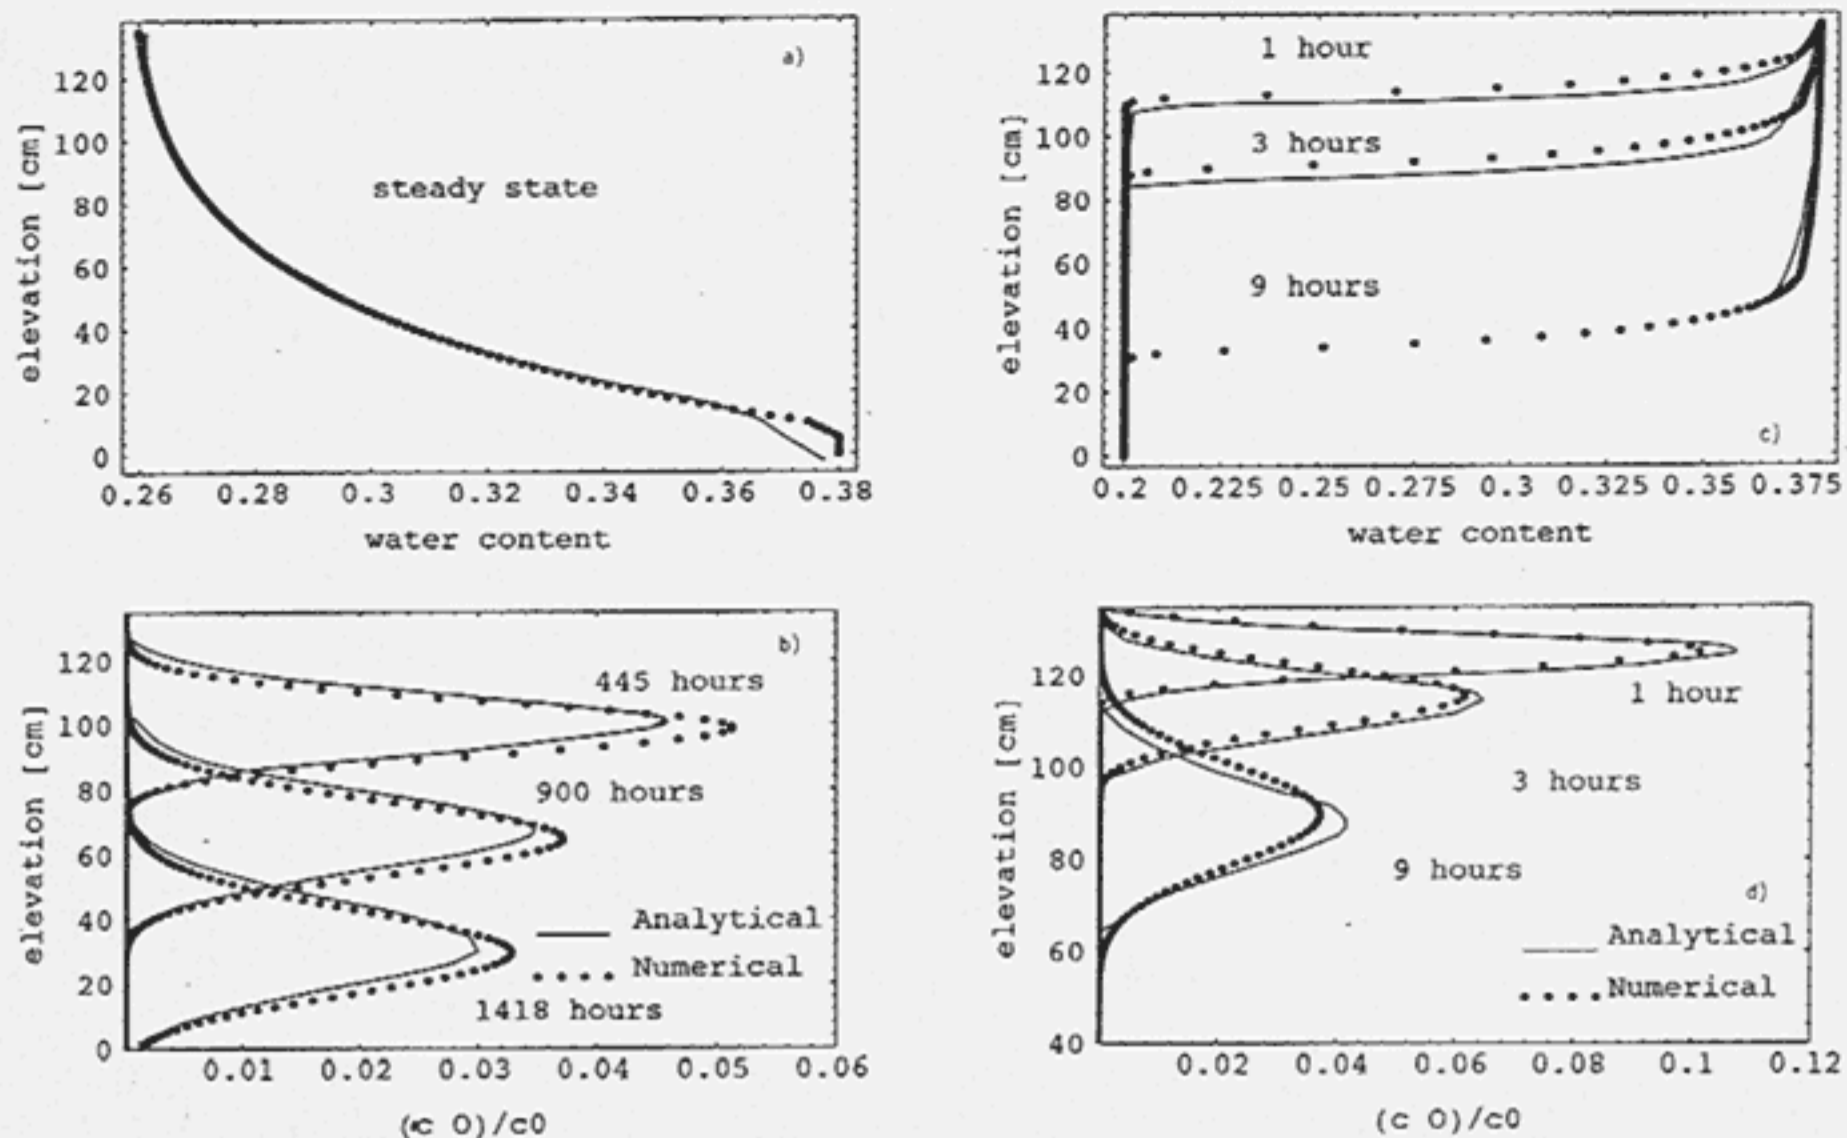 a)
elevation [cm]
120
100
80
60
40
20
0
steady state
0.26 0.28 0.3 0.32 0.34 0.36 0.38
water content
c)
elevation [cm]
120
100
80
60
40
20
0
1 hour
3 hours
9 hours
0.2 0.225 0.25 0.275 0.3 0.325 0.35 0.375
water content
b)
elevation [cm]
120
100
80
60
40
20
0
445 hours
900 hours
Analytical
Numerical
1418 hours
0.01 0.02 0.03 0.04 0.05 0.06
(c O)/c0
d)
elevation [cm]
120
100
80
60
40
1 hour
3 hours
9 hours
Analytical
Numerical
0.02 0.04 0.06 0.08 0.1 0.12
(c O)/c0